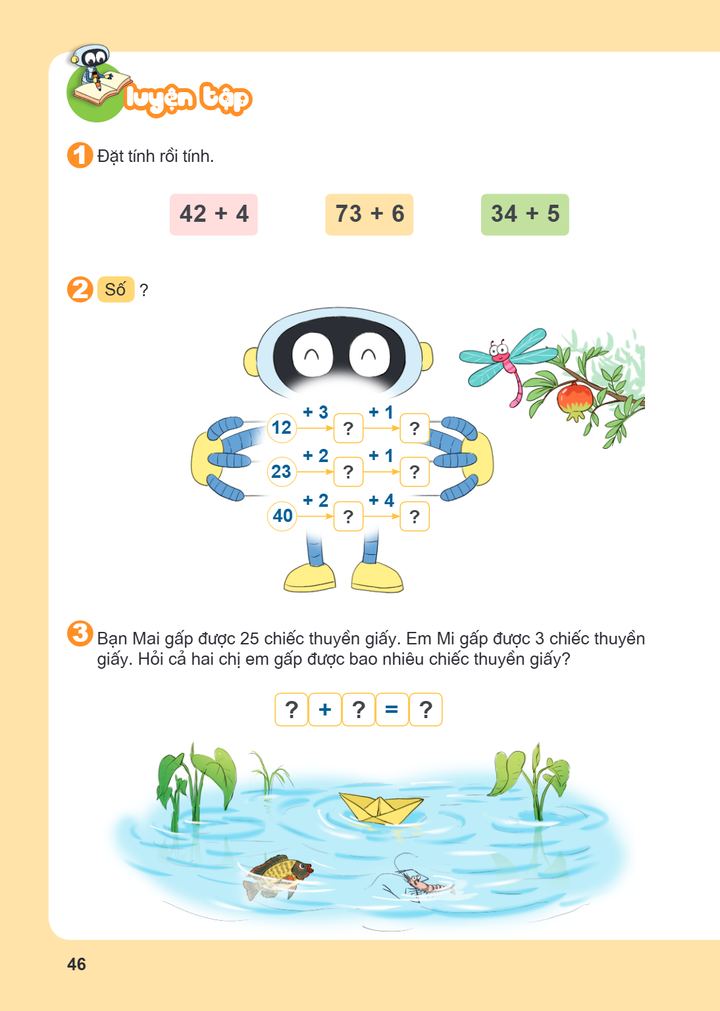 luyện tập
1 Đặt tính rồi tính.
42 + 4 73 + 6 34 + 5
2 Số ?
12 + 3 ? + 1 ?
23 + 2 ? + 1 ?
40 + 2 ? + 4 ?
3 Bạn Mai gấp được 25 chiếc thuyền giấy. Em Mi gấp được 3 chiếc thuyền
giấy. Hỏi cả hai chị em gấp được bao nhiêu chiếc thuyền giấy?
? + ? = ?
46